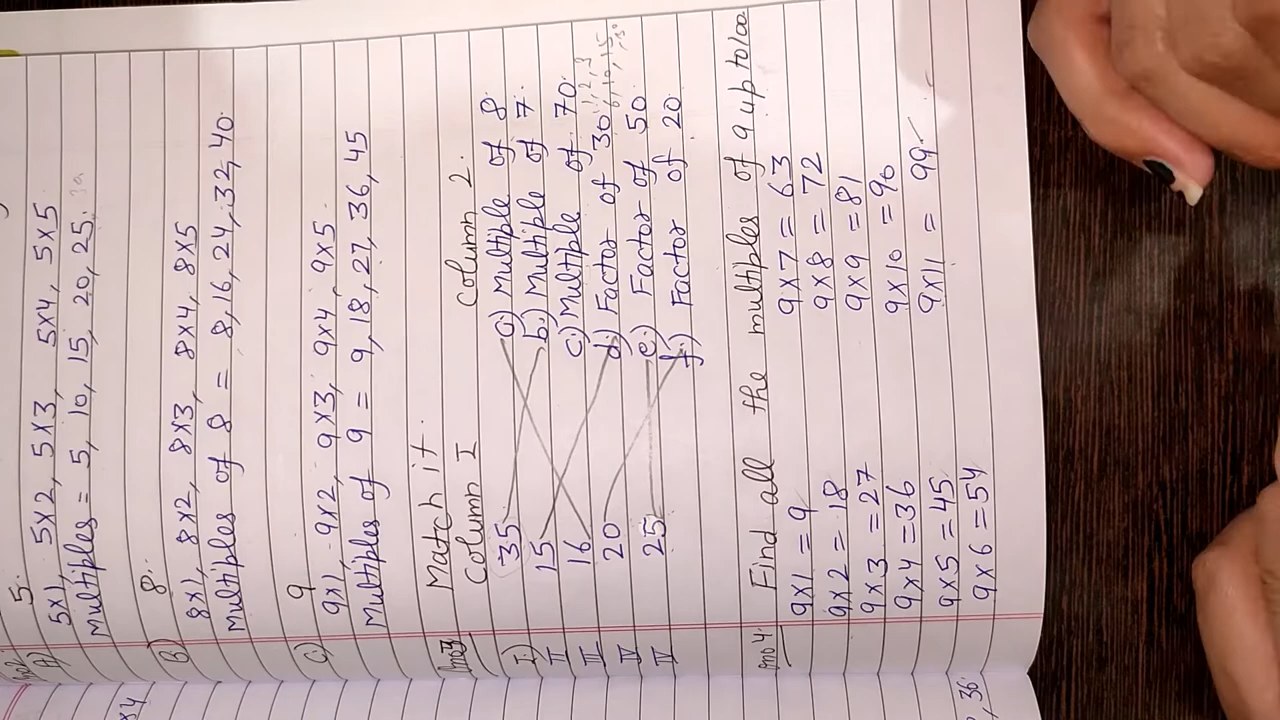 A) 5.
5x1, 5x2, 5x3, 5x4, 5x5
Multiples = 5, 10, 15, 20, 25,
B) 8.
8x1, 8x2, 8x3, 8x4, 8x5
Multiples of 8 = 8, 16, 24, 32, 40.
C) 9
9x1, 9x2, 9x3, 9x4, 9x5.
Multiples of 9 = 9, 18, 27, 36, 45
Match it.
Column I Column 2.
I) 35 a) Multiple of 8.
II 15 b.) Multiple of 7.
III 16 c.) Multiple of 70.
IV 20 d.) Factor of 30 1, 2, 3
V 25 e.) Factor of 50
f.) Factor of 20
Find all the multiples of 9 up to 100
9x1 = 9 9x7 = 63
9x2 = 18 9x8 = 72
9x3 = 27 9x9 = 81
9x4 = 36 9x10 = 90
9x5 = 45 9x11 = 99
9x6 = 54
x4
, 36.